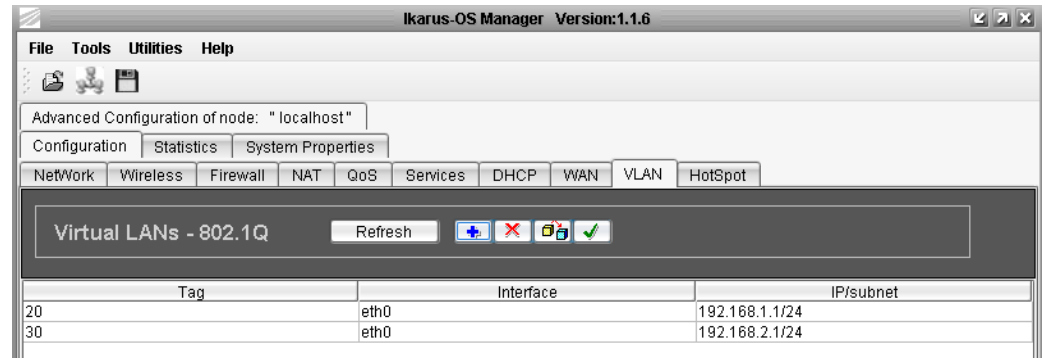 Ikarus-OS Manager Version:1.1.6
File Tools Utilities Help
Advanced Configuration of node: "localhost"
Configuration Statistics System Properties
NetWork Wireless Firewall NAT QoS Services DHCP WAN VLAN HotSpot
Virtual LANs - 802.1Q Refresh
Tag Interface IP/subnet
20 eth0 192.168.1.1/24
30 eth0 192.168.2.1/24